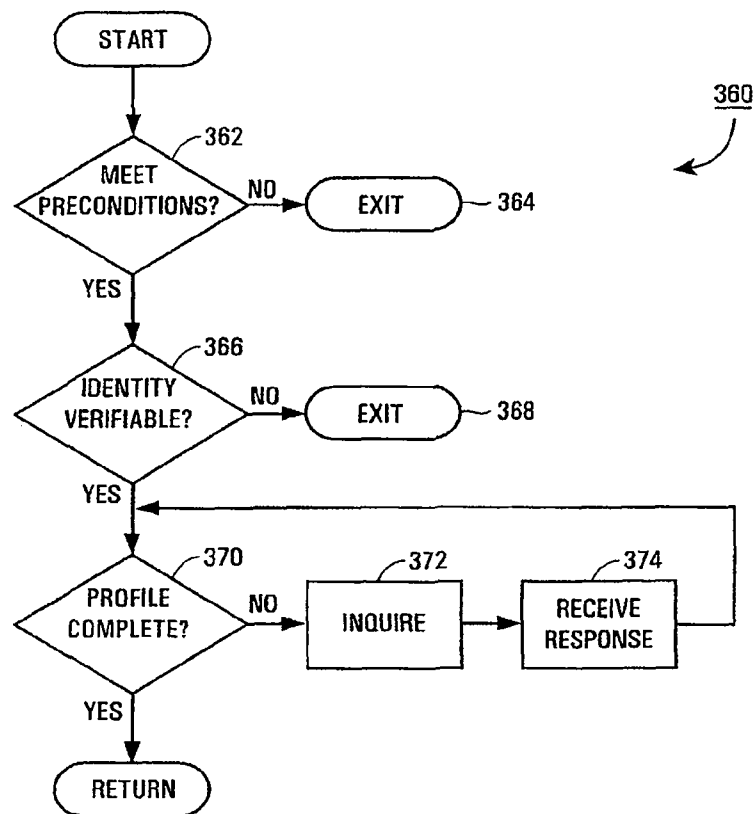 START
360
362
MEET
PRECONDITIONS?
NO
EXIT
364
YES
366
IDENTITY
VERIFIABLE?
NO
EXIT
368
YES
370
PROFILE
COMPLETE?
NO
372
INQUIRE
374
RECEIVE
RESPONSE
YES
RETURN